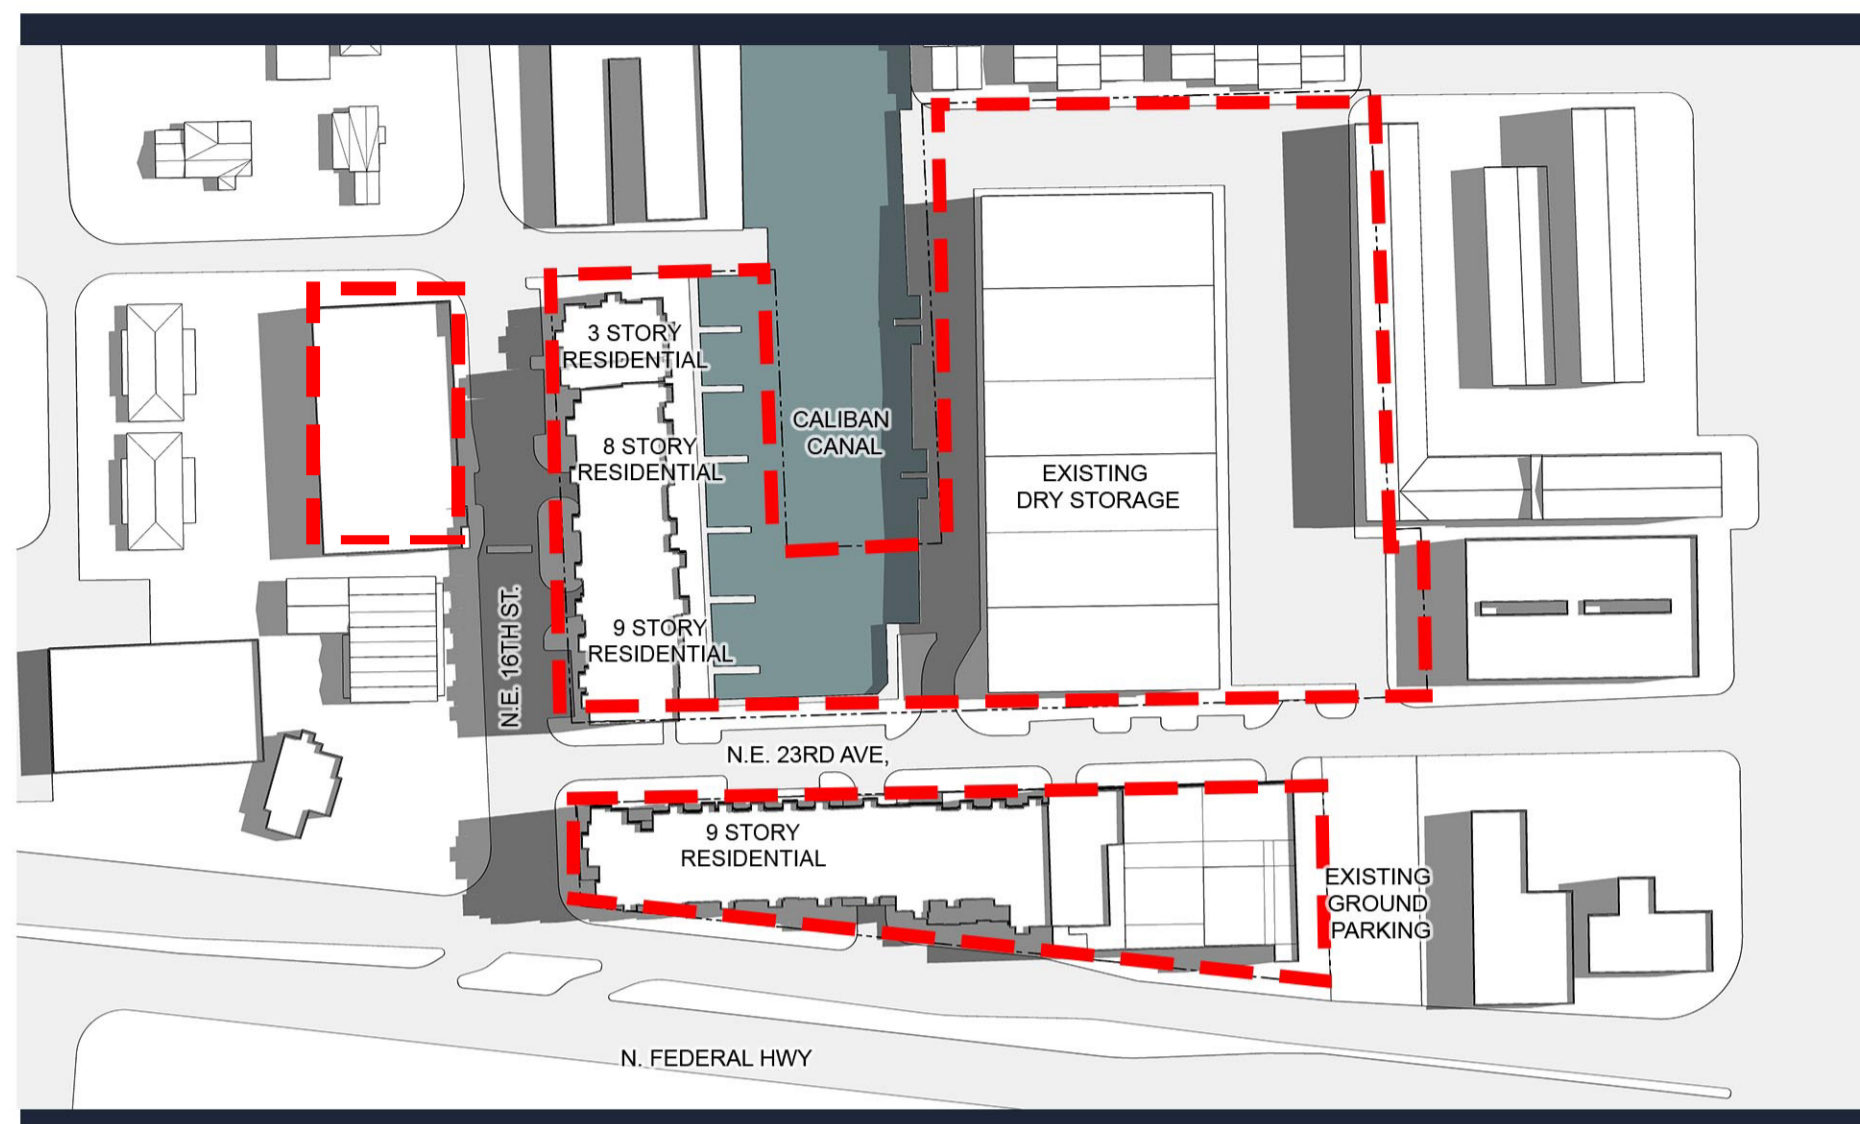 3 STORY
RESIDENTIAL
8 STORY
RESIDENTIAL
CALIBAN
CANAL
EXISTING
DRY STORAGE
N.E. 16TH ST.
9 STORY
RESIDENTIAL
N.E. 23RD AVE,
9 STORY
RESIDENTIAL
EXISTING
GROUND
PARKING
N. FEDERAL HWY